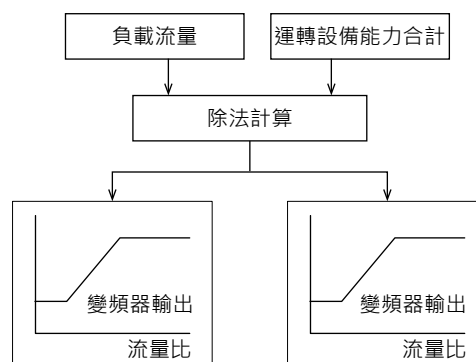 負載流量
運轉設備能力合計
除法計算
變頻器輸出
流量比
變頻器輸出
流量比